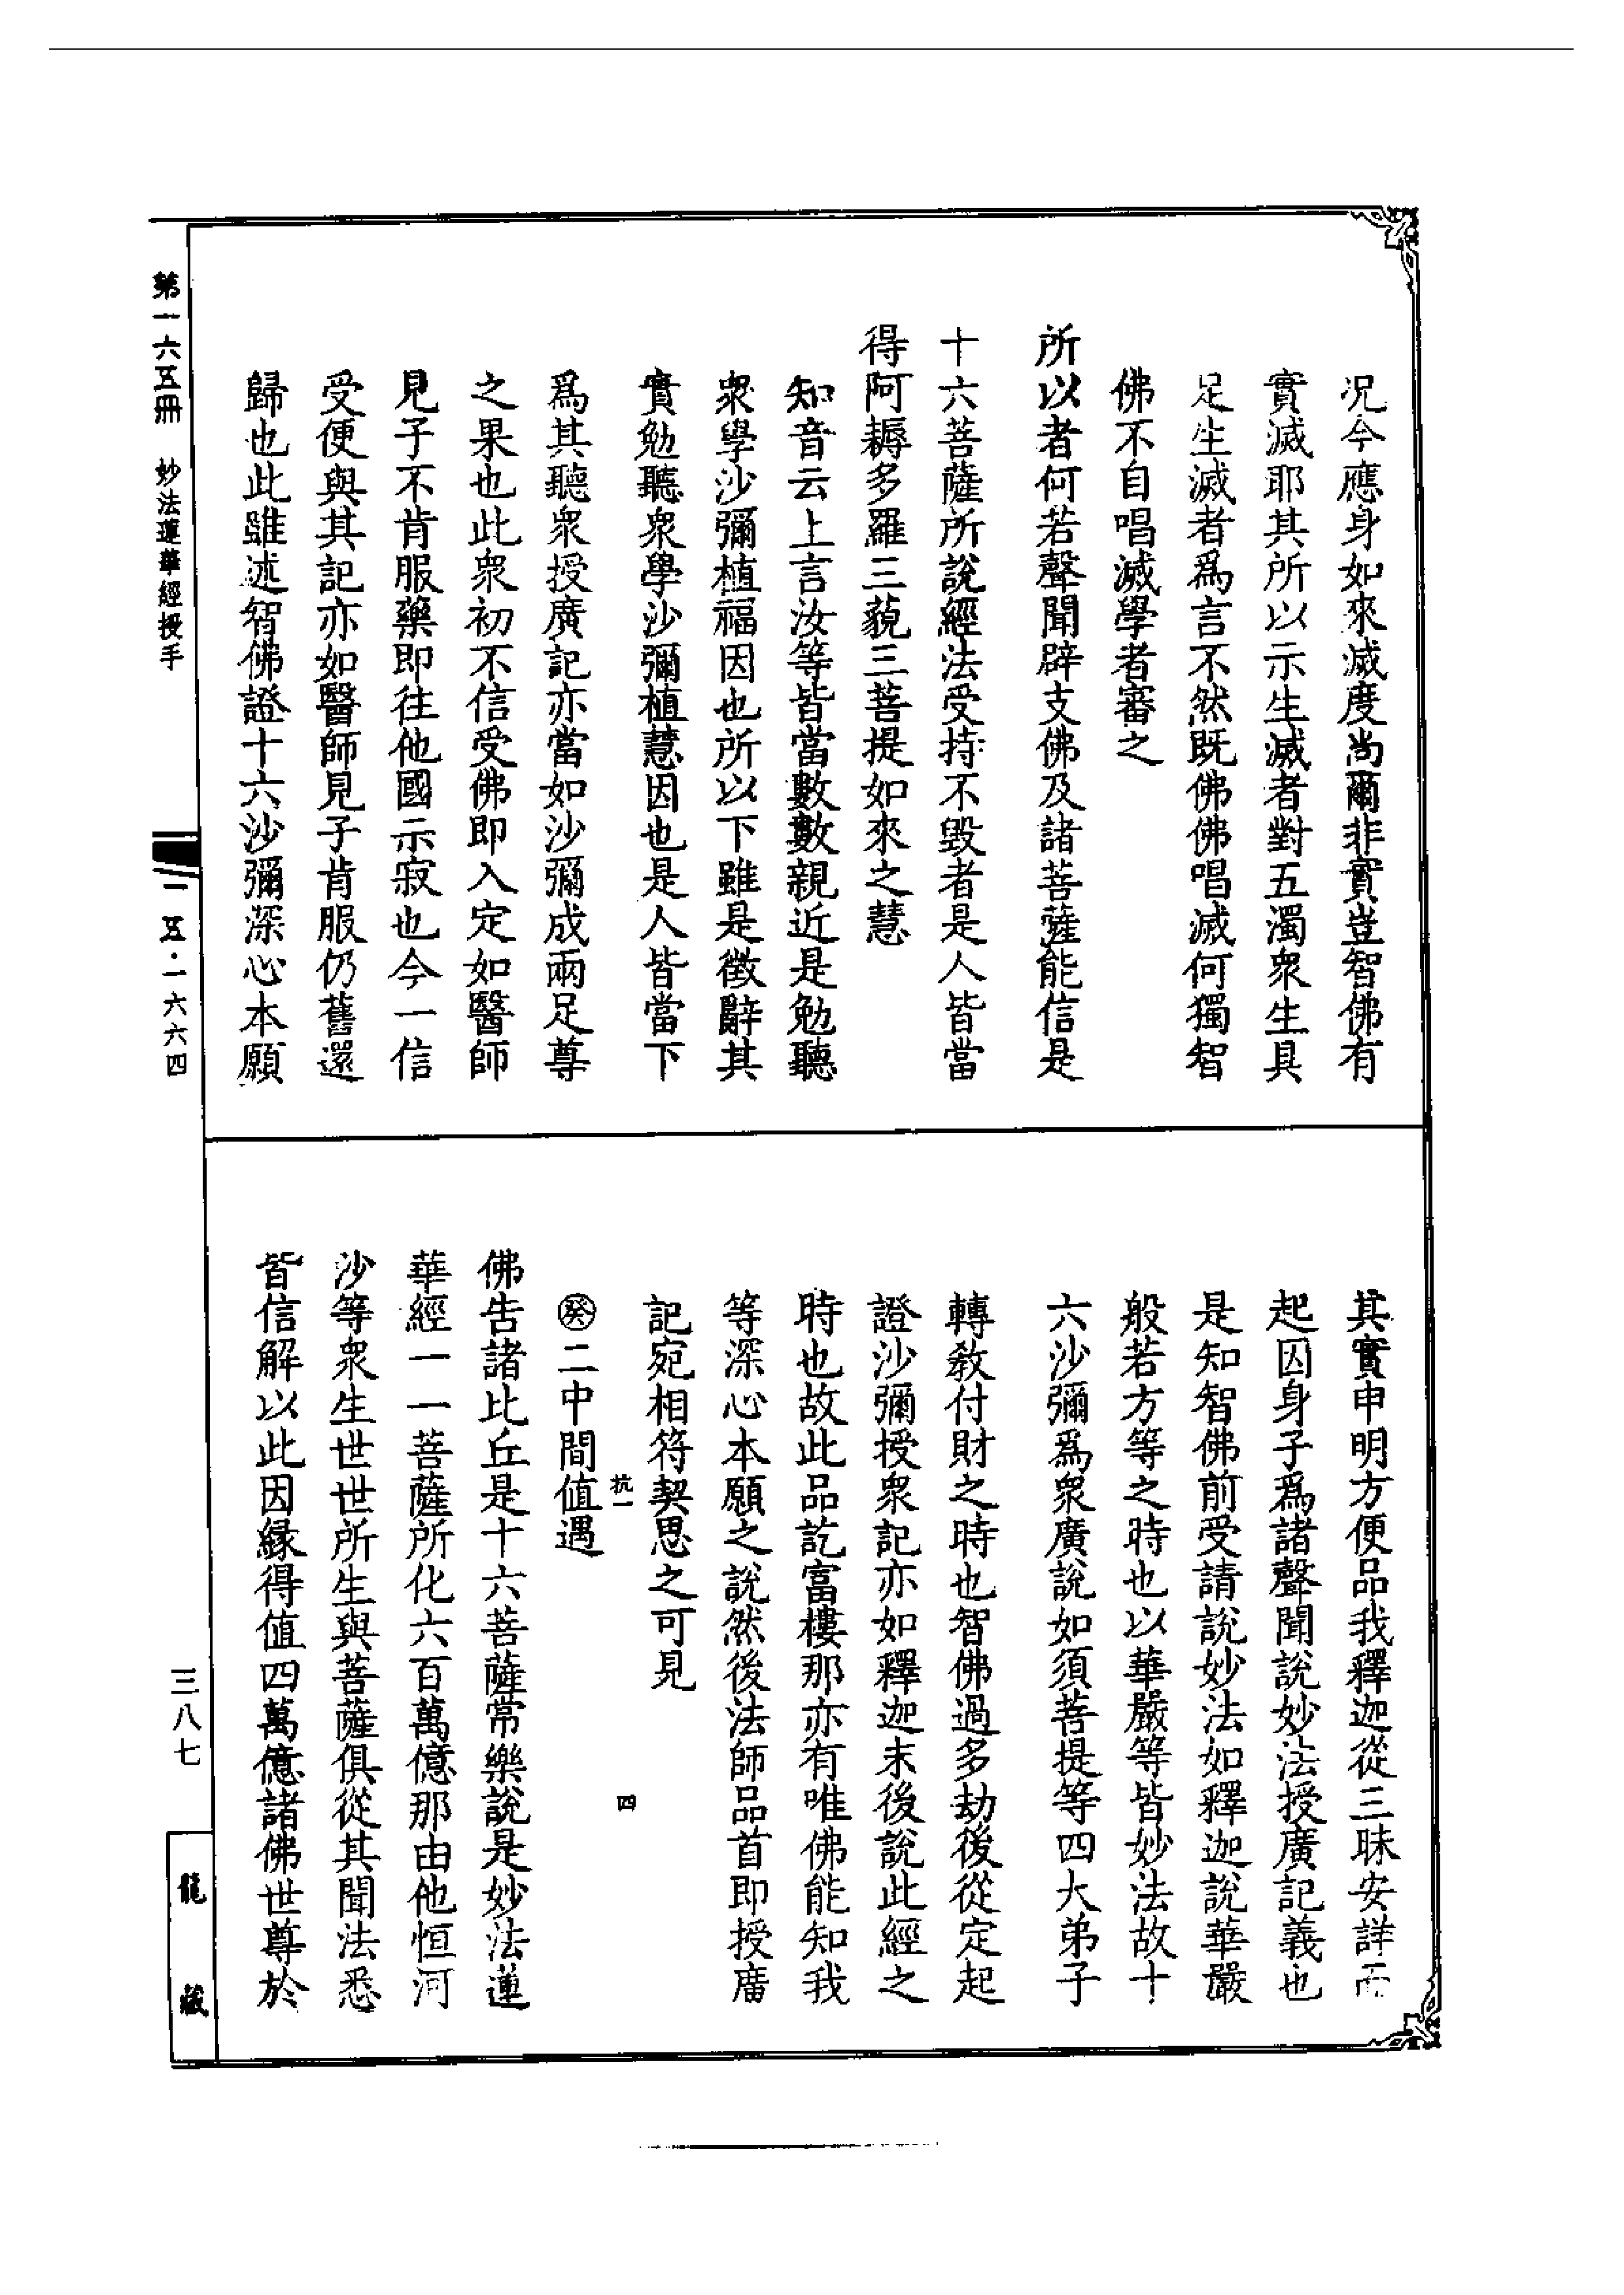 况今應身如來滅度尚爾非實豈智佛有
實滅耶其所以示生滅者對五濁衆生具
足生滅者爲言不然既佛佛唱滅何獨智
佛不自唱滅學者審之
所以者何若聲聞辟支佛及諸菩薩能信是
十六菩薩所說經法受持不毀者是人皆當
得阿耨多羅三藐三菩提如來之慧
知音云上言汝等皆當數數親近是勉聽
衆學沙彌植福因也所以下雖是徵辭其
實勉聽衆學沙彌植慧因也是人皆當下
爲其聽衆授廣記亦當如沙彌成兩足尊
之果也此衆初不信受佛即入定如醫師
見子不肯服藥即往他國示寂也今一信
受便與其記亦如醫師見子肯服仍舊還
歸也此雖述智佛證十六沙彌深心本願
其實申明方便品我釋迦從三昧安詳而
起因身子爲諸聲聞說妙法授廣記義也
是知智佛前受請說妙法如釋迦說華嚴
般若方等之時也以華嚴等皆妙法故十
六沙彌爲衆廣說如須菩提等四大弟子
轉教付財之時也智佛過多劫後從定起
證沙彌授衆記亦如釋迦末後說此經之
時也故此品訖富樓那亦有唯佛能知我
等深心本願之說然後法師品首即授廣
記宛相符契思之可見
抗一 四
㊛二中間值遇
佛告諸比丘是十六菩薩常樂說是妙法蓮
華經一一菩薩所化六百萬億那由他恒河
沙等衆生世世所生與菩薩俱從其聞法悉
皆信解以此因緣得值四萬億諸佛世尊於
第一六五冊 妙法蓮華經授手
一五·一六六四
三八七
龍藏